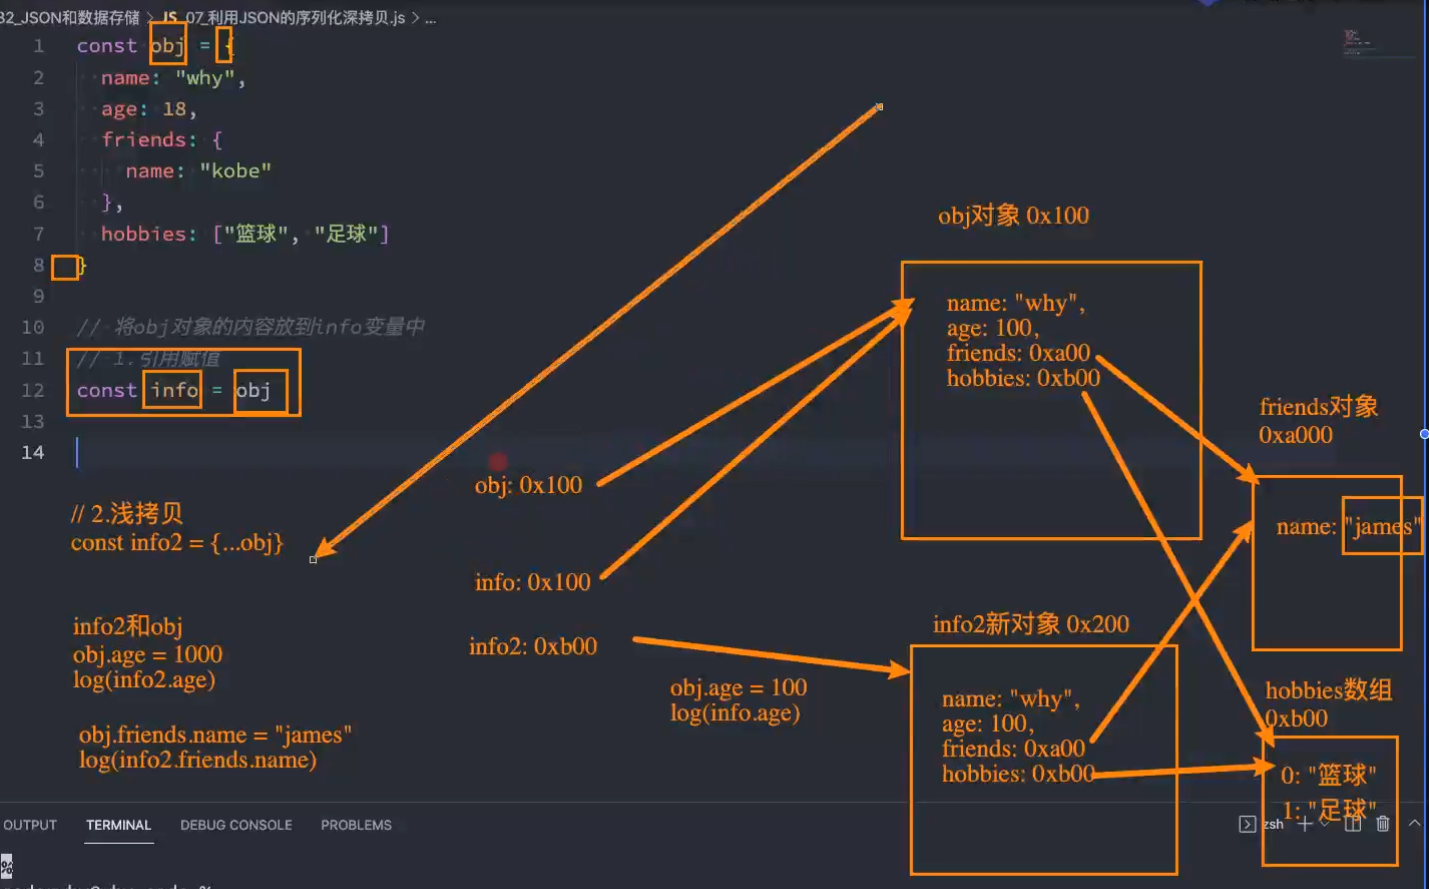 32_JSON和数据存储 > JS _07_利用JSON的序列化深拷贝.js > ...
1 const obj = {
2 name: "why",
3 age: 18,
4 friends: {
5 name: "kobe"
6 },
7 hobbies: ["篮球", "足球"]
8 }
9
10 // 将obj对象的内容放到info变量中
11 // 1.引用赋值
12 const info = obj
13
14
// 2.浅拷贝
const info2 = {...obj}
info2和obj
obj.age = 1000
log(info2.age)
obj.friends.name = "james"
log(info2.friends.name)
obj: 0x100
info: 0x100
info2: 0xb00
obj.age = 100
log(info.age)
obj对象 0x100
name: "why",
age: 100,
friends: 0xa00
hobbies: 0xb00
friends对象
0xa000
name: "james"
info2新对象 0x200
name: "why",
age: 100,
friends: 0xa00
hobbies: 0xb00
hobbies数组
0xb00
0: "篮球"
1: "足球"
OUTPUT TERMINAL DEBUG CONSOLE PROBLEMS
zsh